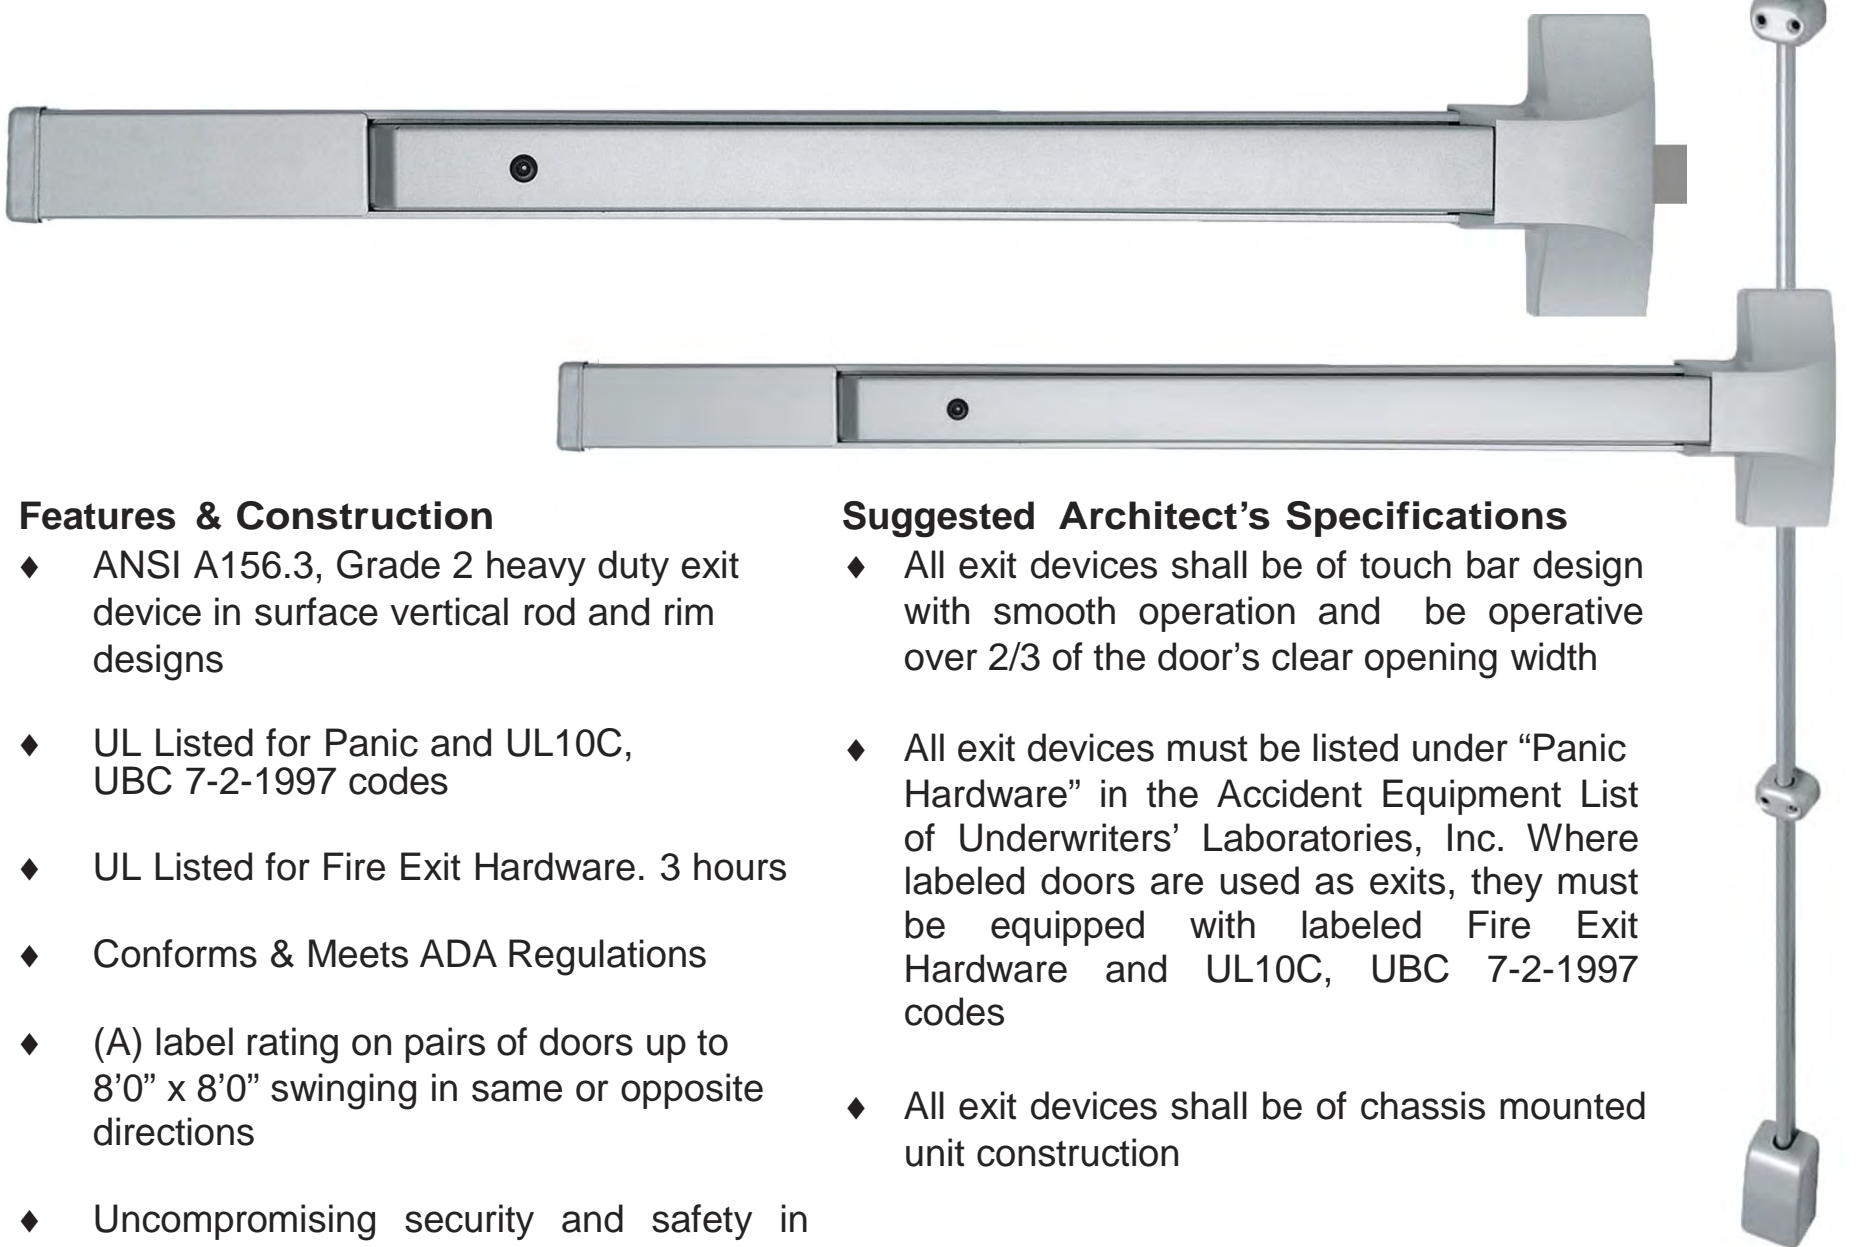 Features & Construction
♦ ANSI A156.3, Grade 2 heavy duty exit
device in surface vertical rod and rim
designs
♦ UL Listed for Panic and UL10C,
UBC 7-2-1997 codes
♦ UL Listed for Fire Exit Hardware. 3 hours
♦ Conforms & Meets ADA Regulations
♦ (A) label rating on pairs of doors up to
8’0” x 8’0” swinging in same or opposite
directions
♦ Uncompromising security and safety in
Suggested Architect’s Specifications
♦ All exit devices shall be of touch bar design
with smooth operation and be operative
over 2/3 of the door’s clear opening width
♦ All exit devices must be listed under “Panic
Hardware” in the Accident Equipment List
of Underwriters’ Laboratories, Inc. Where
labeled doors are used as exits, they must
be equipped with labeled Fire Exit
Hardware and UL10C, UBC 7-2-1997
codes
♦ All exit devices shall be of chassis mounted
unit construction